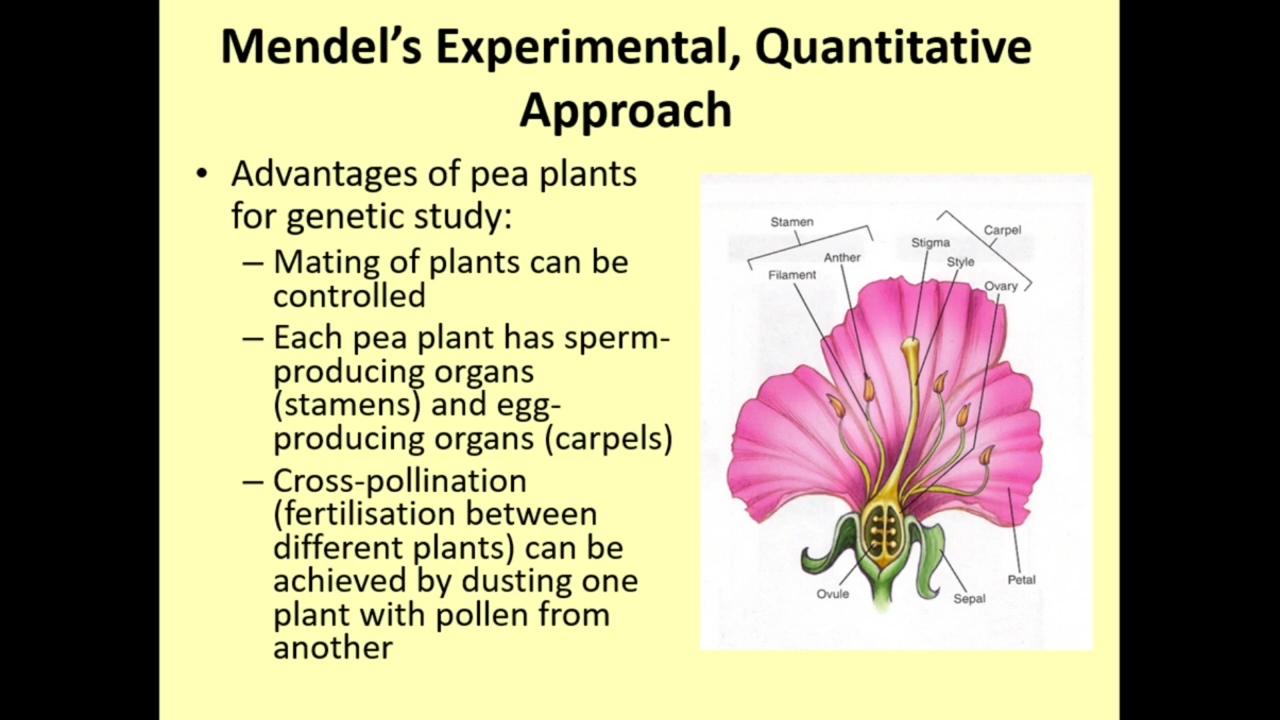 Mendel’s Experimental, Quantitative
Approach
• Advantages of pea plants
for genetic study:
– Mating of plants can be
controlled
– Each pea plant has sperm-
producing organs
(stamens) and egg-
producing organs (carpels)
– Cross-pollination
(fertilisation between
different plants) can be
achieved by dusting one
plant with pollen from
another
Stamen
Carpel
Stigma
Anther
Style
Filament
Ovary
Petal
Ovule
Sepal